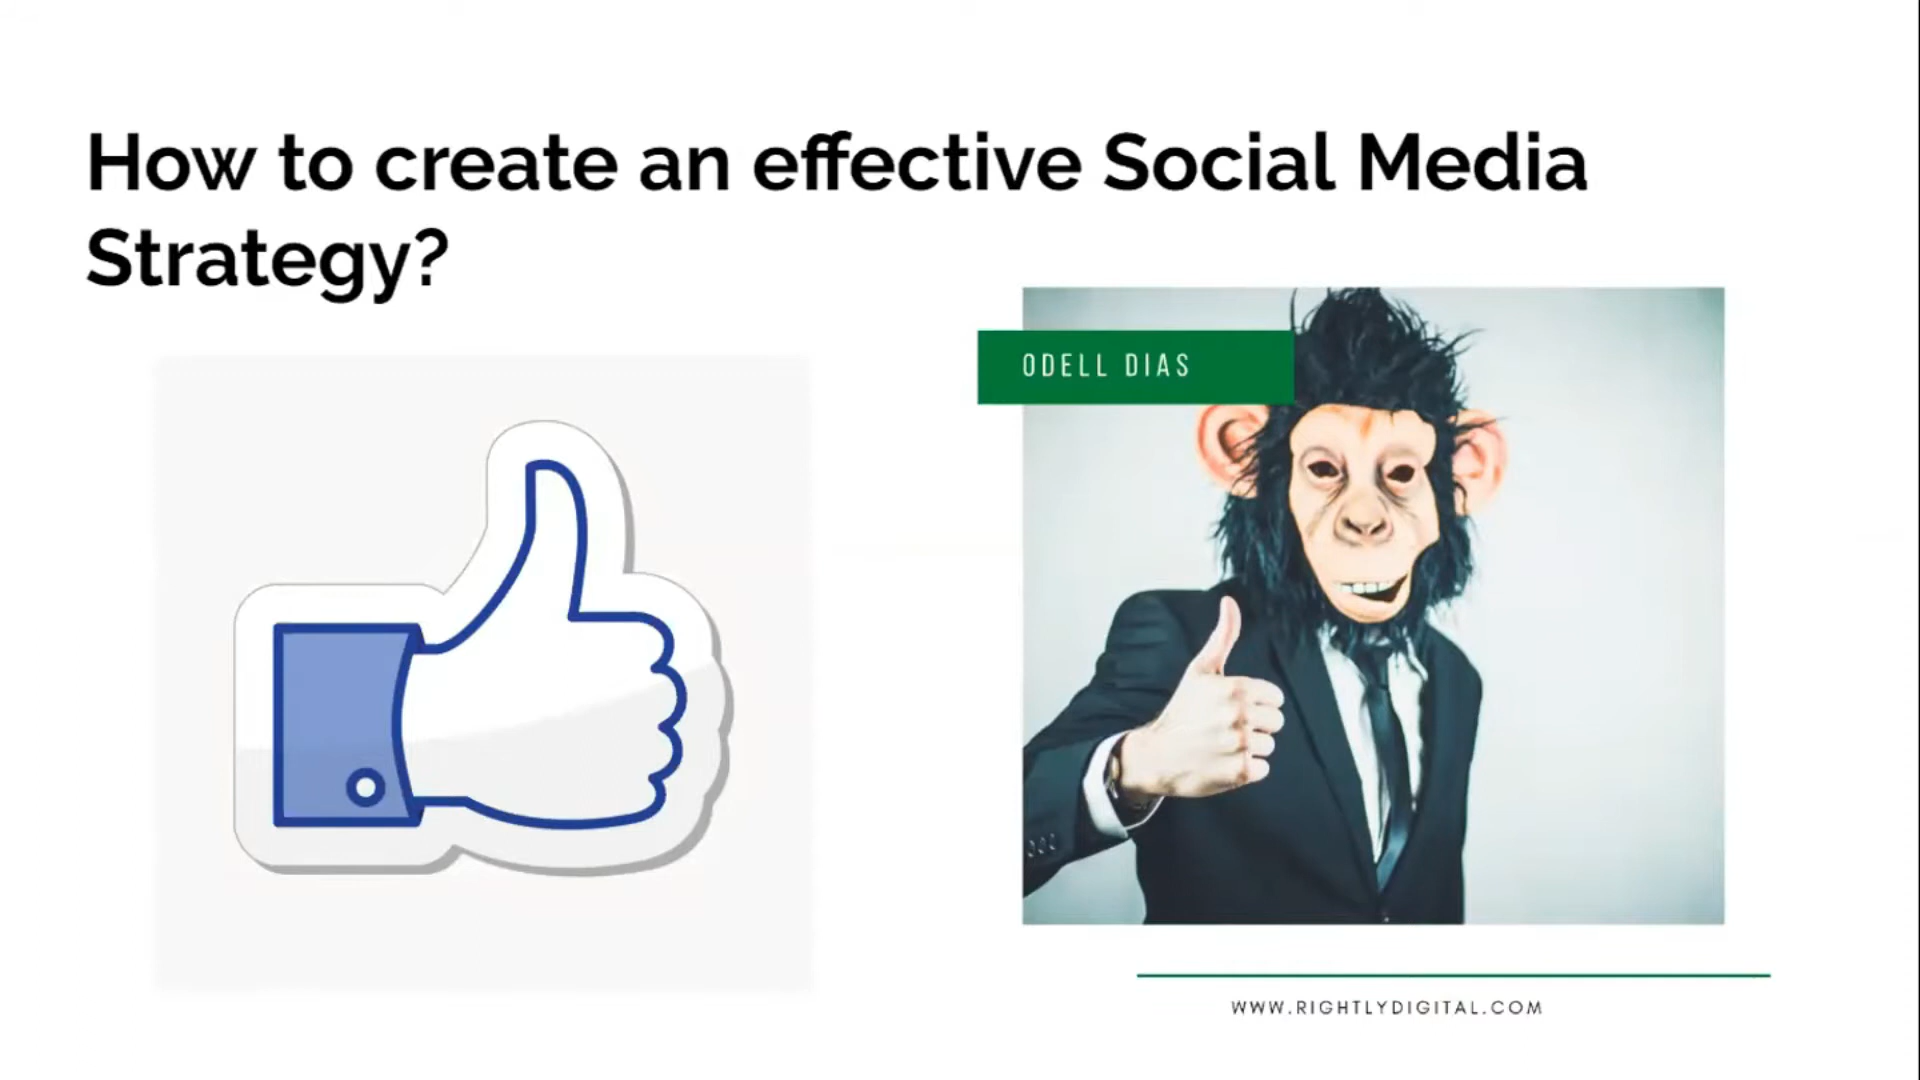 How to create an effective Social Media
Strategy?
ODELL DIAS
WWW.RIGHTLYDIGITAL.COM